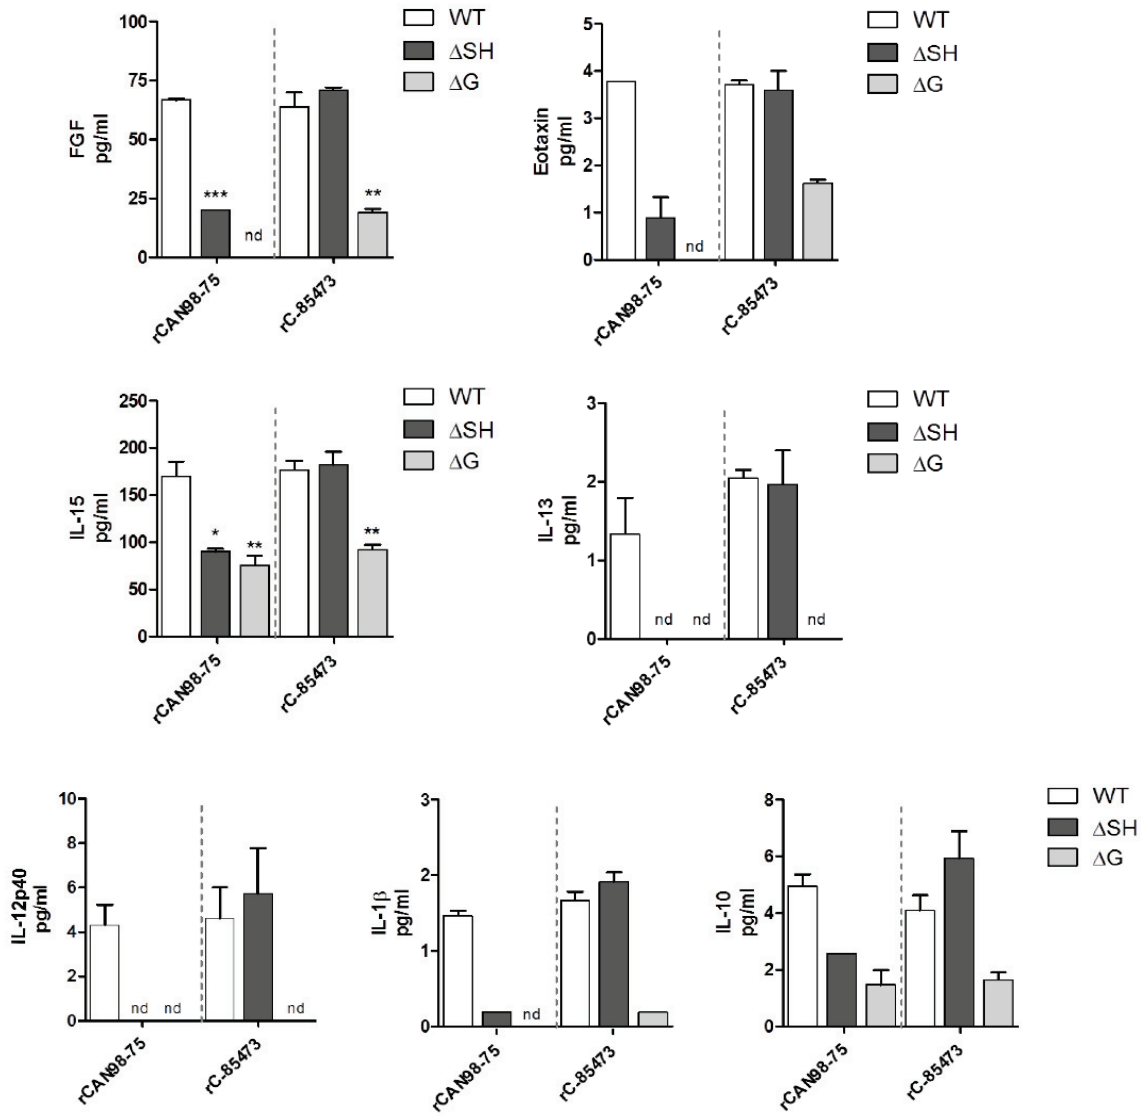 FGF
pg/ml
100
75
50
25
0
***
nd
**
rCAN98-75
rC-85473
WT
ΔSH
ΔG
Eotaxin
pg/ml
5
4
3
2
1
0
nd
rCAN98-75
rC-85473
WT
ΔSH
ΔG
IL-15
pg/ml
250
200
150
100
50
0
*
**
**
rCAN98-75
rC-85473
WT
ΔSH
ΔG
IL-13
pg/ml
3
2
1
0
nd
nd
nd
rCAN98-75
rC-85473
WT
ΔSH
ΔG
IL-12p40
pg/ml
10
8
6
4
2
0
nd
nd
nd
rCAN98-75
rC-85473
IL-1β
pg/ml
3
2
1
0
nd
rCAN98-75
rC-85473
IL-10
pg/ml
8
6
4
2
0
rCAN98-75
rC-85473
WT
ΔSH
ΔG